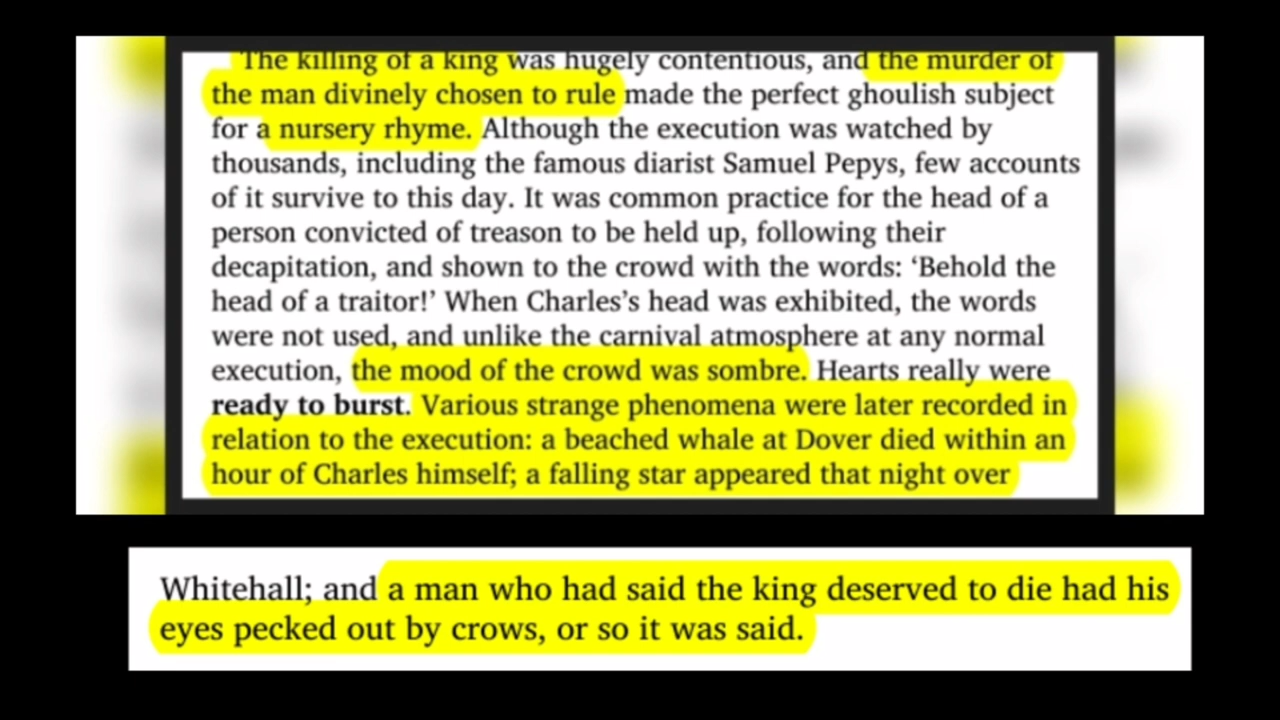 The killing of a king was hugely contentious, and the murder of
the man divinely chosen to rule made the perfect ghoulish subject
for a nursery rhyme. Although the execution was watched by
thousands, including the famous diarist Samuel Pepys, few accounts
of it survive to this day. It was common practice for the head of a
person convicted of treason to be held up, following their
decapitation, and shown to the crowd with the words: ‘Behold the
head of a traitor!’ When Charles’s head was exhibited, the words
were not used, and unlike the carnival atmosphere at any normal
execution, the mood of the crowd was sombre. Hearts really were
ready to burst. Various strange phenomena were later recorded in
relation to the execution: a beached whale at Dover died within an
hour of Charles himself; a falling star appeared that night over
Whitehall; and a man who had said the king deserved to die had his
eyes pecked out by crows, or so it was said.